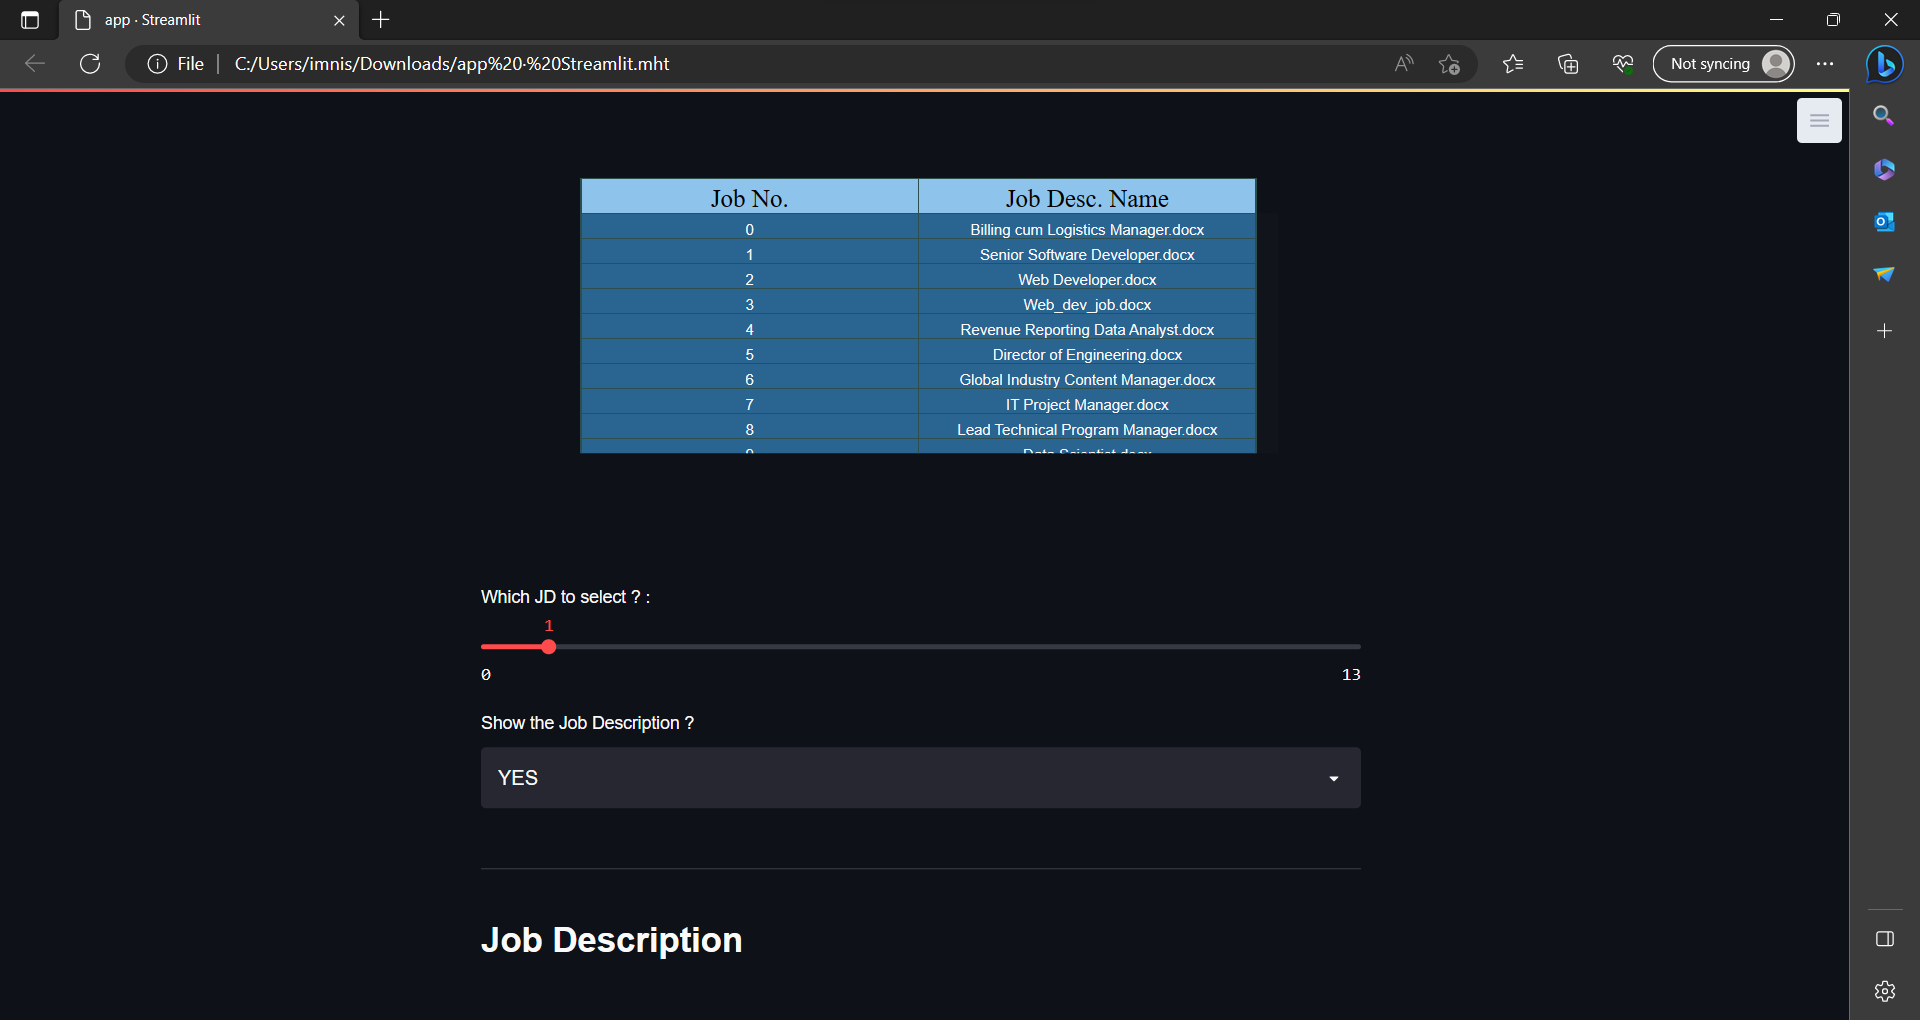 app · Streamlit
File
C:/Users/imnis/Downloads/app%20·%20Streamlit.mht
Not syncing
Job No. Job Desc. Name
0 Billing cum Logistics Manager.docx
1 Senior Software Developer.docx
2 Web Developer.docx
3 Web_dev_job.docx
4 Revenue Reporting Data Analyst.docx
5 Director of Engineering.docx
6 Global Industry Content Manager.docx
7 IT Project Manager.docx
8 Lead Technical Program Manager.docx
9 Data Scientist.docx
Which JD to select ? :
1
0 13
Show the Job Description ?
YES
Job Description